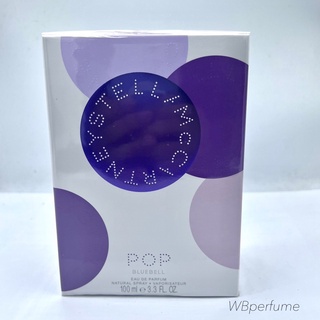 STELLAMCCARTNEY
POP
BLUEBELL
EAU DE PARFUM
NATURAL SPRAY • VAPORISATEUR
100 ml e 3.3 FL. OZ.
WBperfume